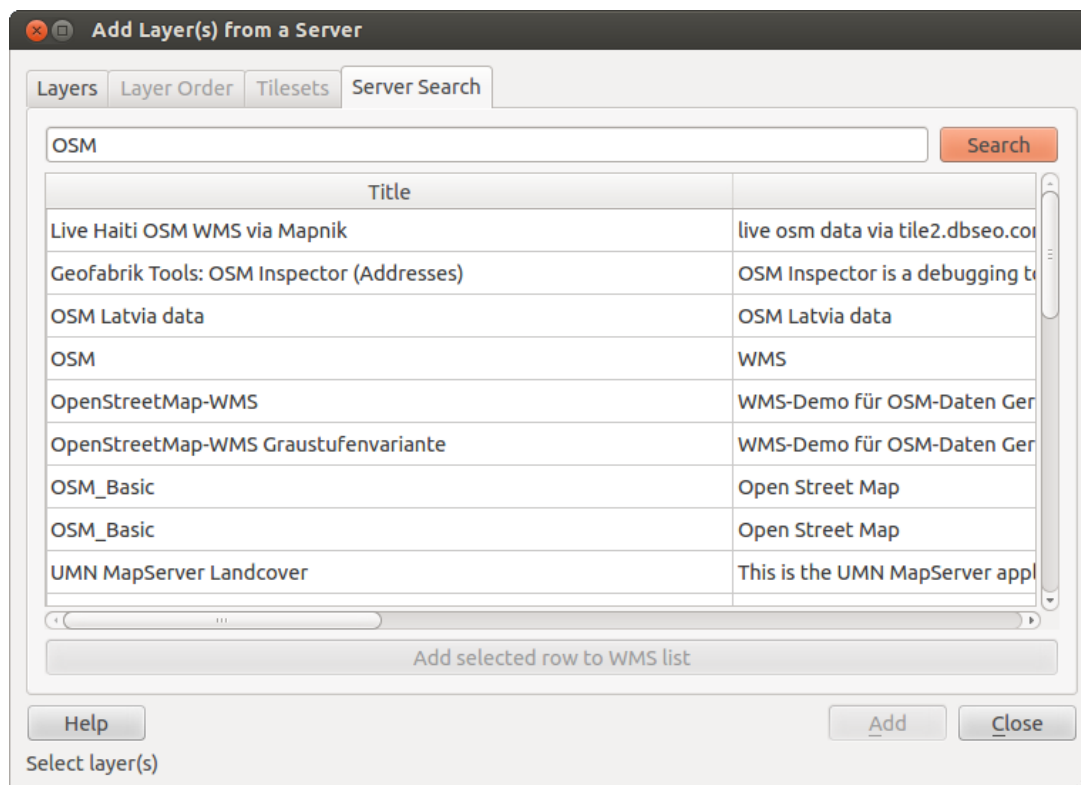 Add Layer(s) from a Server
Layers Layer Order Tilesets Server Search
OSM Search
Title
Live Haiti OSM WMS via Mapnik live osm data via tile2.dbseo.co
Geofabrik Tools: OSM Inspector (Addresses) OSM Inspector is a debugging t
OSM Latvia data OSM Latvia data
OSM WMS
OpenStreetMap-WMS WMS-Demo für OSM-Daten Ger
OpenStreetMap-WMS Graustufenvariante WMS-Demo für OSM-Daten Ger
OSM_Basic Open Street Map
OSM_Basic Open Street Map
UMN MapServer Landcover This is the UMN MapServer appl
Add selected row to WMS list
Help Add Close
Select layer(s)